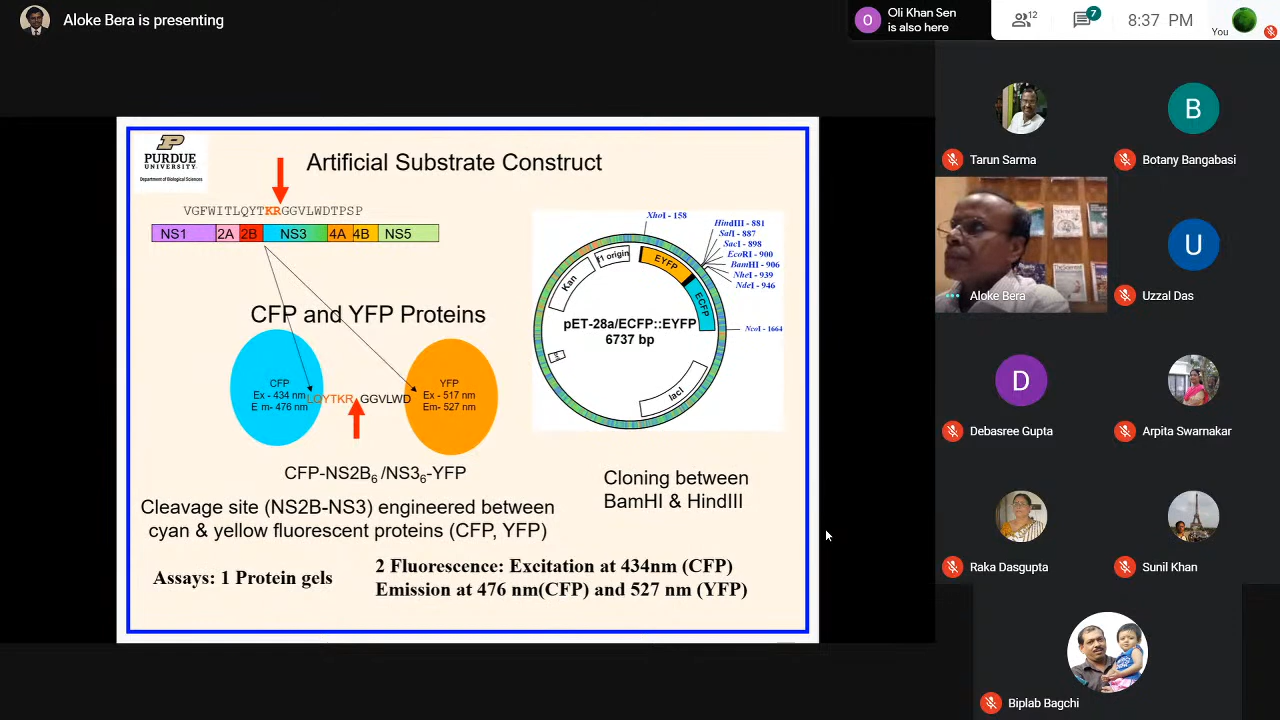 Aloke Bera is presenting
O
Oli Khan Sen
is also here
12
7
8:37 PM
You
PURDUE
UNIVERSITY
Department of Biological Sciences
Artificial Substrate Construct
VGFWITLQYTKRGGVLWDTPSP
NS1 2A 2B NS3 4A 4B NS5
CFP and YFP Proteins
CFP
Ex - 434 nm
E m- 476 nm
LQYTKR GGVLWD
YFP
Ex - 517 nm
Em- 527 nm
CFP-NS2B6 /NS36-YFP
Cleavage site (NS2B-NS3) engineered between
cyan & yellow fluorescent proteins (CFP, YFP)
XhoI - 158
HindIII - 881
SalI - 887
SacI - 898
EcoRI - 900
BamHI - 906
NheI - 939
NdeI - 946
NcoI - 1664
f1 origin
EYFP
ECFP
Kan
lacI
pET-28a/ECFP::EYFP
6737 bp
Cloning between
BamHI & HindIII
Assays: 1 Protein gels
2 Fluorescence: Excitation at 434nm (CFP)
Emission at 476 nm(CFP) and 527 nm (YFP)
Tarun Sarma
B
Botany Bangabasi
Aloke Bera
U
Uzzal Das
D
Debasree Gupta
Arpita Swarnakar
Raka Dasgupta
Sunil Khan
Biplab Bagchi